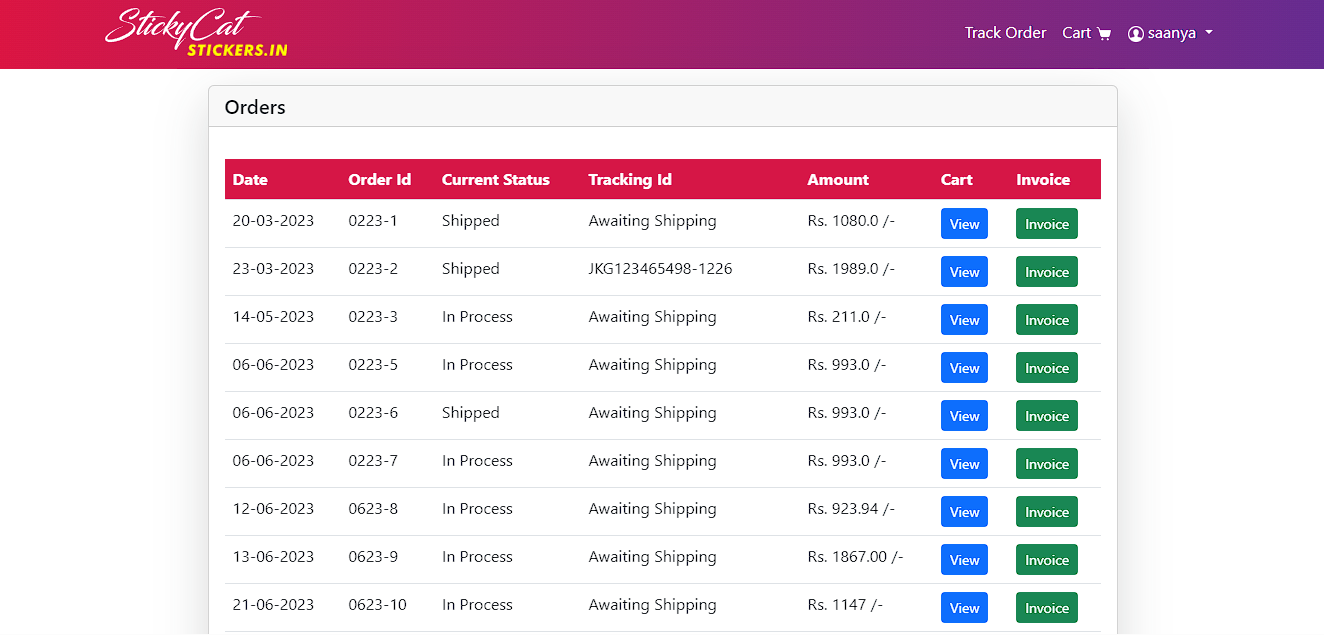 StickyCat
STICKERS.IN
Track Order Cart saanya
Orders
Date Order Id Current Status Tracking Id Amount Cart Invoice
20-03-2023 0223-1 Shipped Awaiting Shipping Rs. 1080.0 /- View Invoice
23-03-2023 0223-2 Shipped JKG123465498-1226 Rs. 1989.0 /- View Invoice
14-05-2023 0223-3 In Process Awaiting Shipping Rs. 211.0 /- View Invoice
06-06-2023 0223-5 In Process Awaiting Shipping Rs. 993.0 /- View Invoice
06-06-2023 0223-6 Shipped Awaiting Shipping Rs. 993.0 /- View Invoice
06-06-2023 0223-7 In Process Awaiting Shipping Rs. 993.0 /- View Invoice
12-06-2023 0623-8 In Process Awaiting Shipping Rs. 923.94 /- View Invoice
13-06-2023 0623-9 In Process Awaiting Shipping Rs. 1867.00 /- View Invoice
21-06-2023 0623-10 In Process Awaiting Shipping Rs. 1147 /- View Invoice